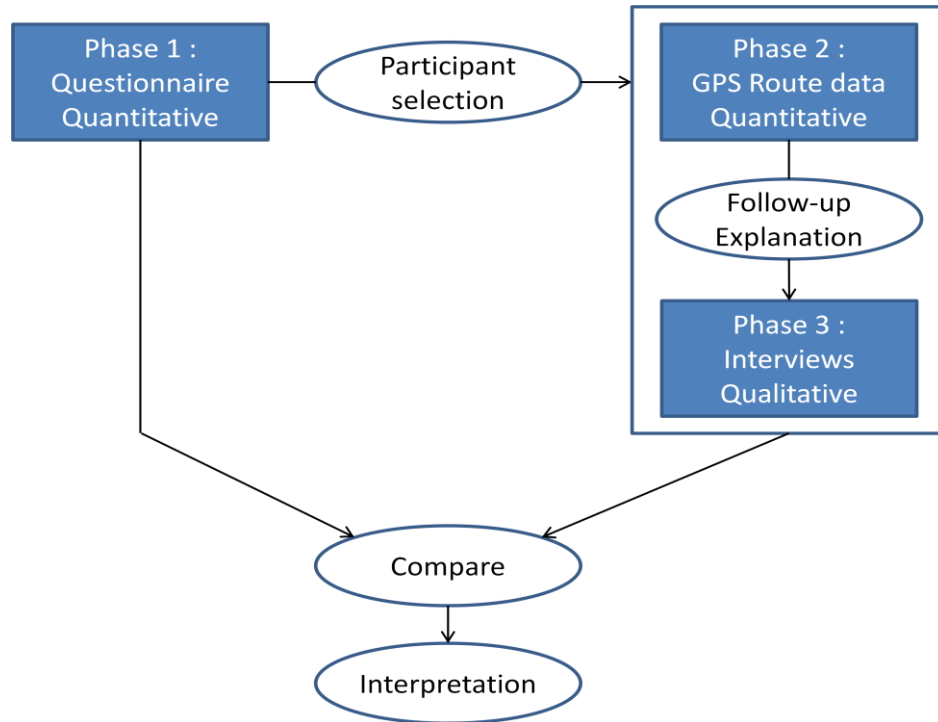 Phase 1 :
Questionnaire
Quantitative
Participant
selection
Phase 2 :
GPS Route data
Quantitative
Follow-up
Explanation
Phase 3 :
Interviews
Qualitative
Compare
Interpretation